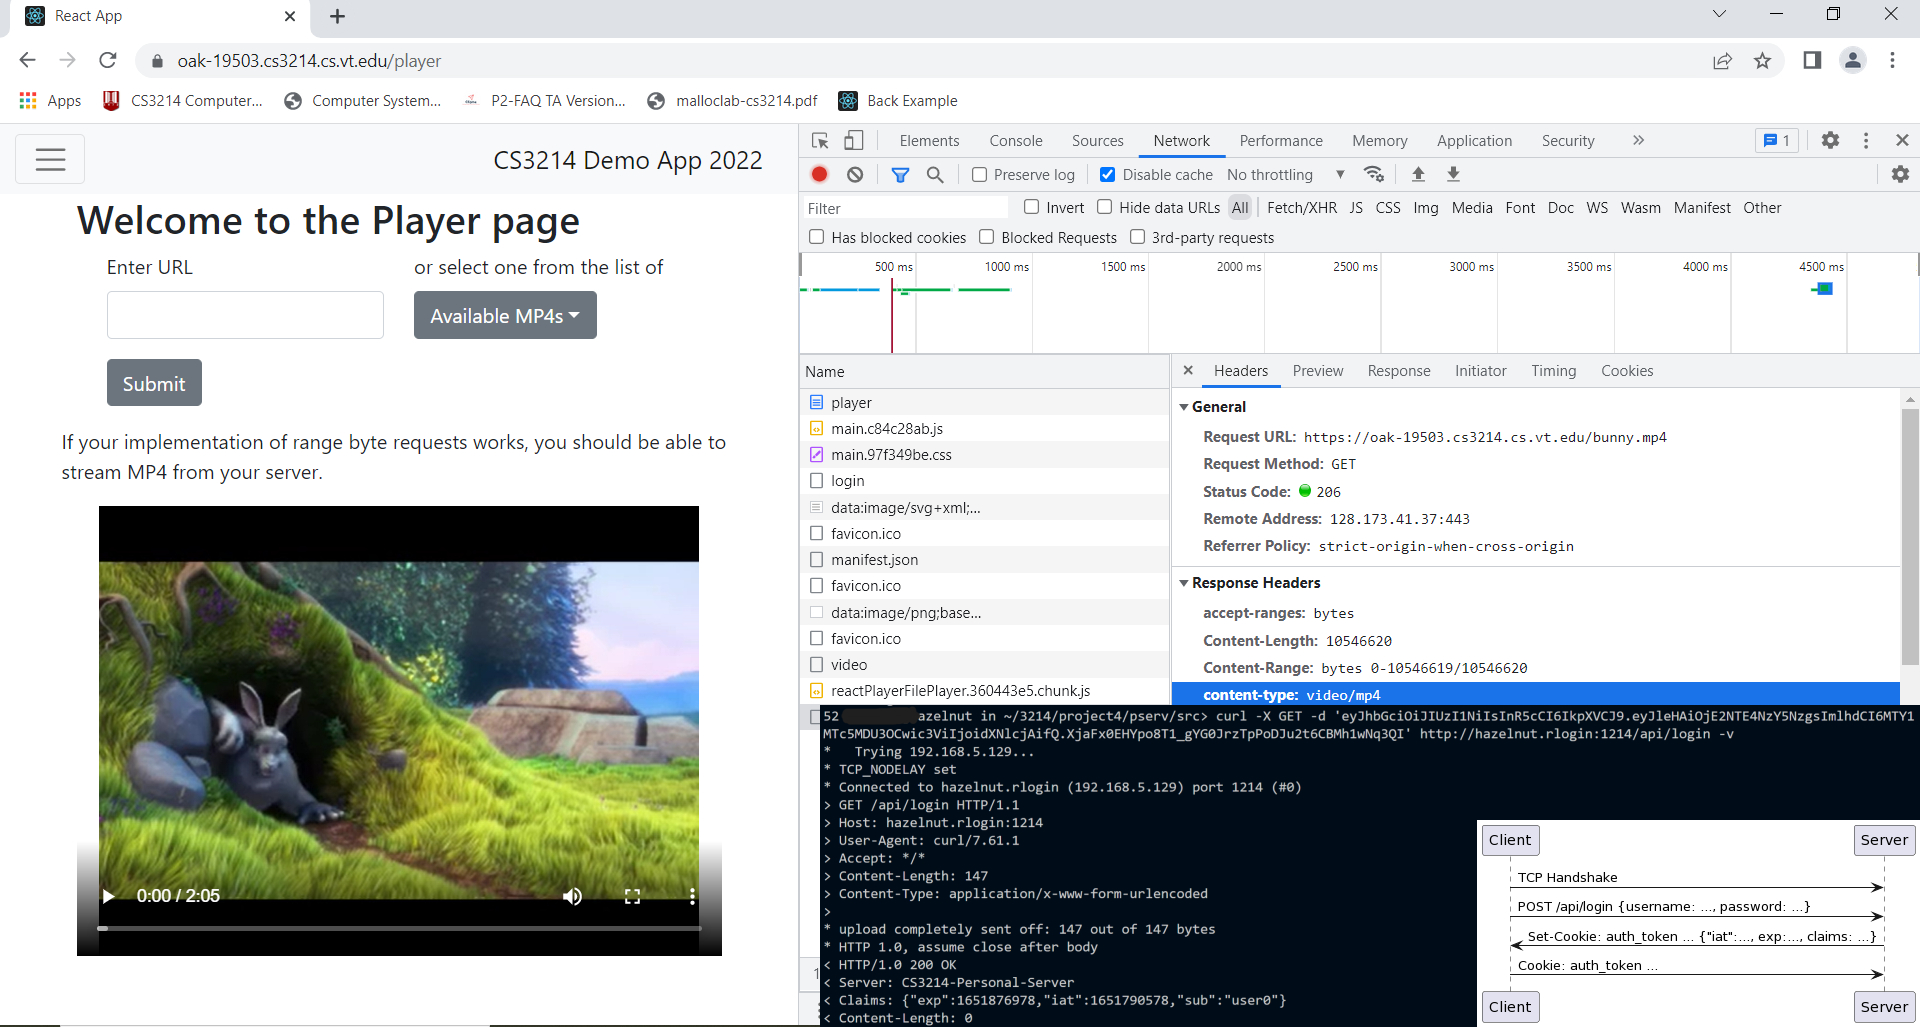 React App
oak-19503.cs3214.cs.vt.edu/player
Apps CS3214 Computer... Computer System... P2-FAQ TA Version... malloclab-cs3214.pdf Back Example
CS3214 Demo App 2022
Welcome to the Player page
Enter URL
or select one from the list of
Available MP4s
Submit
If your implementation of range byte requests works, you should be able to
stream MP4 from your server.
0:00 / 2:05
Elements Console Sources Network Performance Memory Application Security 1
Preserve log Disable cache No throttling
Filter Invert Hide data URLs All Fetch/XHR JS CSS Img Media Font Doc WS Wasm Manifest Other
Has blocked cookies Blocked Requests 3rd-party requests
500 ms 1000 ms 1500 ms 2000 ms 2500 ms 3000 ms 3500 ms 4000 ms 4500 ms
Name
player
main.c84c28ab.js
main.97f349be.css
login
data:image/svg+xml;...
favicon.ico
manifest.json
favicon.ico
data:image/png;base...
favicon.ico
video
reactPlayerFilePlayer.360443e5.chunk.js
Headers Preview Response Initiator Timing Cookies
General
Request URL: https://oak-19503.cs3214.cs.vt.edu/bunny.mp4
Request Method: GET
Status Code: 206
Remote Address: 128.173.41.37:443
Referrer Policy: strict-origin-when-cross-origin
Response Headers
accept-ranges: bytes
Content-Length: 10546620
Content-Range: bytes 0-10546619/10546620
content-type: video/mp4
52 azelnut in ~/3214/project4/pserv/src> curl -X GET -d 'eyJhbGciOiJIUzI1NiIsInR5cCI6IkpXVCJ9.eyJleHAiOjE2NTE4NzY5NzgsImlhdCI6MTY1
MTc5MDU3OCwic3ViIjoidXNlcjAifQ.XjaFx0EHYpo8T1_gYG0JrzTpPoDJu2t6CBMh1wNq3QI' http://hazelnut.rlogin:1214/api/login -v
* Trying 192.168.5.129...
* TCP_NODELAY set
* Connected to hazelnut.rlogin (192.168.5.129) port 1214 (#0)
> GET /api/login HTTP/1.1
> Host: hazelnut.rlogin:1214
> User-Agent: curl/7.61.1
> Accept: */*
> Content-Length: 147
> Content-Type: application/x-www-form-urlencoded
>
* upload completely sent off: 147 out of 147 bytes
* HTTP 1.0, assume close after body
< HTTP/1.0 200 OK
< Server: CS3214-Personal-Server
< Claims: {"exp":1651876978,"iat":1651790578,"sub":"user0"}
< Content-Length: 0
Client Server
TCP Handshake
POST /api/login {username: ..., password: ...}
Set-Cookie: auth_token ... {"iat":..., exp:..., claims: ...}
Cookie: auth_token ...
Client Server